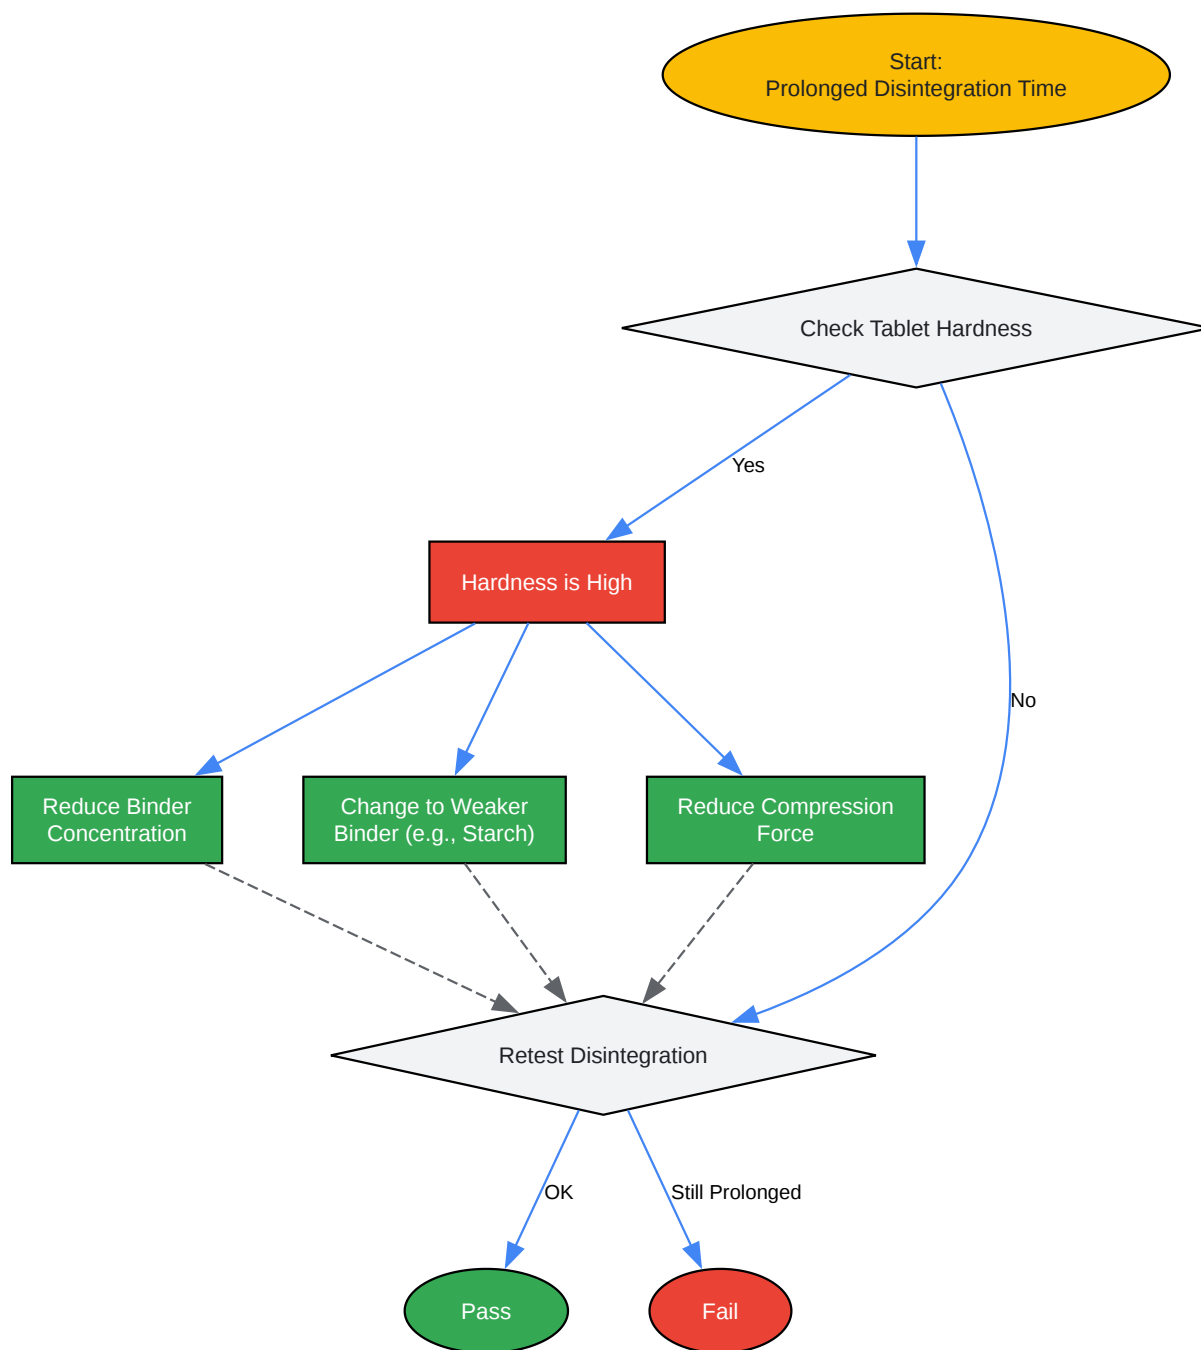 Start:
Prolonged Disintegration Time
Check Tablet Hardness
Yes
Hardness is High
No
Reduce Binder
Concentration
Change to Weaker
Binder (e.g., Starch)
Reduce Compression
Force
Retest Disintegration
OK
Still Prolonged
Pass
Fail